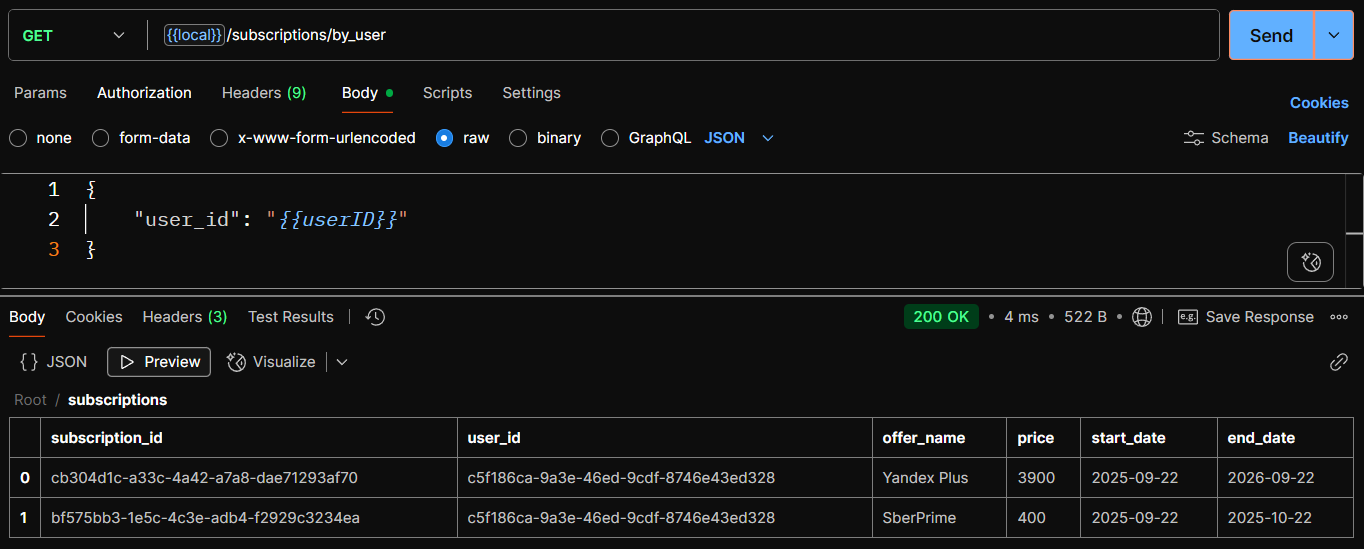 GET {{local}}/subscriptions/by_user Send
Params Authorization Headers (9) Body Scripts Settings Cookies
none form-data x-www-form-urlencoded raw binary GraphQL JSON Schema Beautify
1 {
2 "user_id": "{{userID}}"
3 }
Body Cookies Headers (3) Test Results 200 OK • 4 ms • 522 B • e.g. Save Response
{} JSON Preview Visualize
Root / subscriptions
subscription_id user_id offer_name price start_date end_date
0 cb304d1c-a33c-4a42-a7a8-dae71293af70 c5f186ca-9a3e-46ed-9cdf-8746e43ed328 Yandex Plus 3900 2025-09-22 2026-09-22
1 bf575bb3-1e5c-4c3e-adb4-f2929c3234ea c5f186ca-9a3e-46ed-9cdf-8746e43ed328 SberPrime 400 2025-09-22 2025-10-22